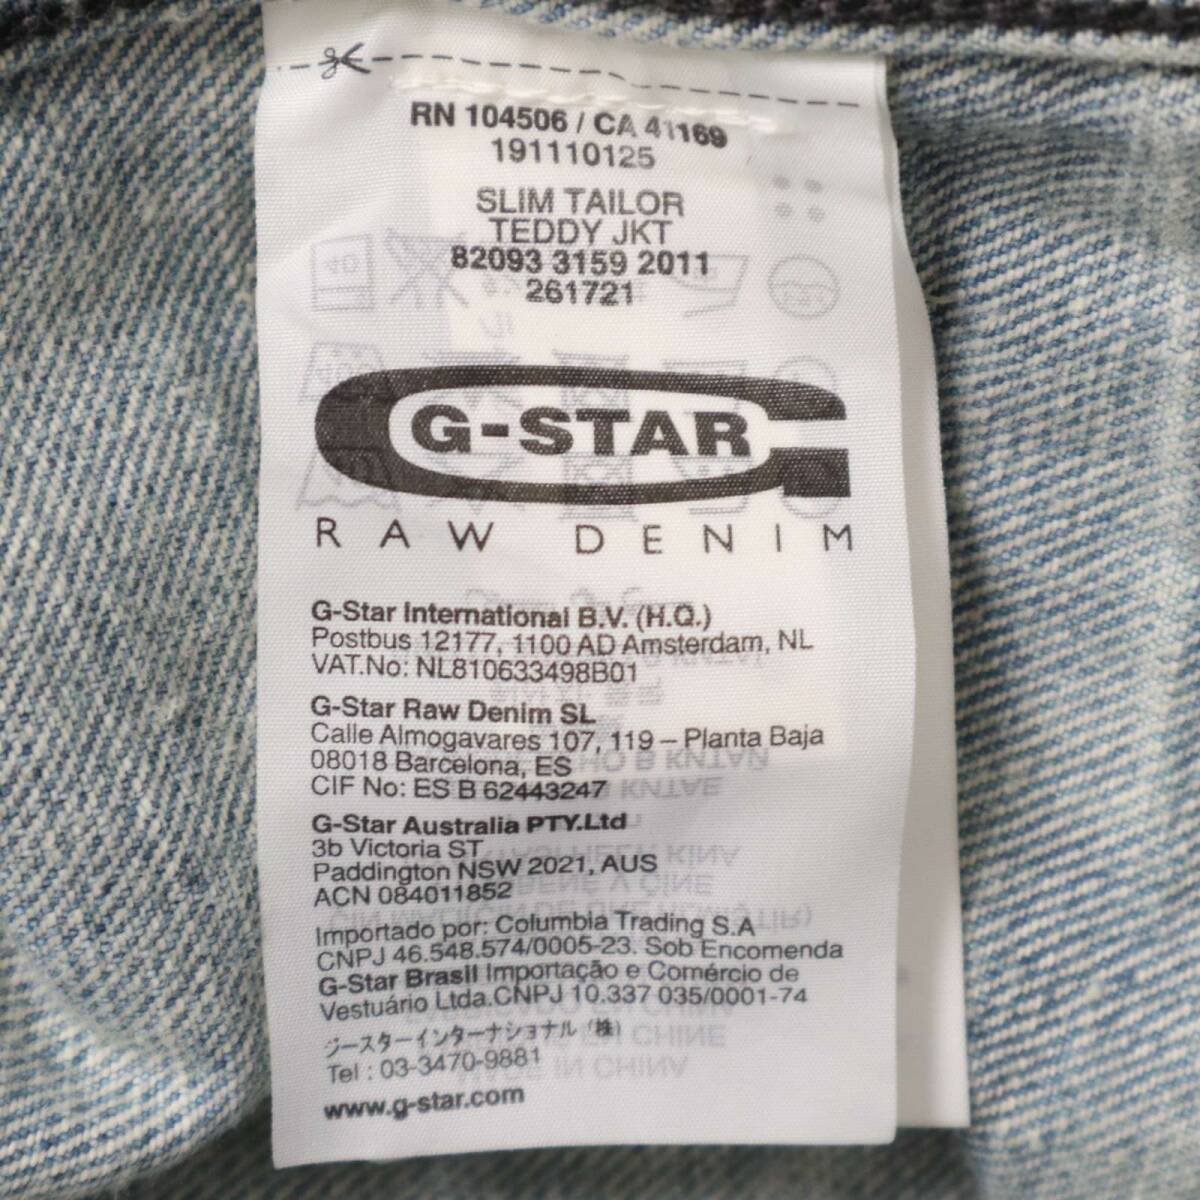 RN 104506 / CA 41169
191110125
SLIM TAILOR
TEDDY JKT
82093 3159 2011
261721
G-STAR
RAW DENIM
G-Star International B.V. (H.Q.)
Postbus 12177, 1100 AD Amsterdam, NL
VAT.No: NL810633498B01
G-Star Raw Denim SL
Calle Almogavares 107, 119 – Planta Baja
08018 Barcelona, ES
CIF No: ES B 62443247
G-Star Australia PTY.Ltd
3b Victoria ST
Paddington NSW 2021, AUS
ACN 084011852
Importado por: Columbia Trading S.A
CNPJ 46.548.574/0005-23. Sob Encomenda
G-Star Brasil Importação e Comércio de
Vestuário Ltda.CNPJ 10.337 035/0001-74
ジースターインターナショナル (株)
Tel : 03-3470-9881
www.g-star.com